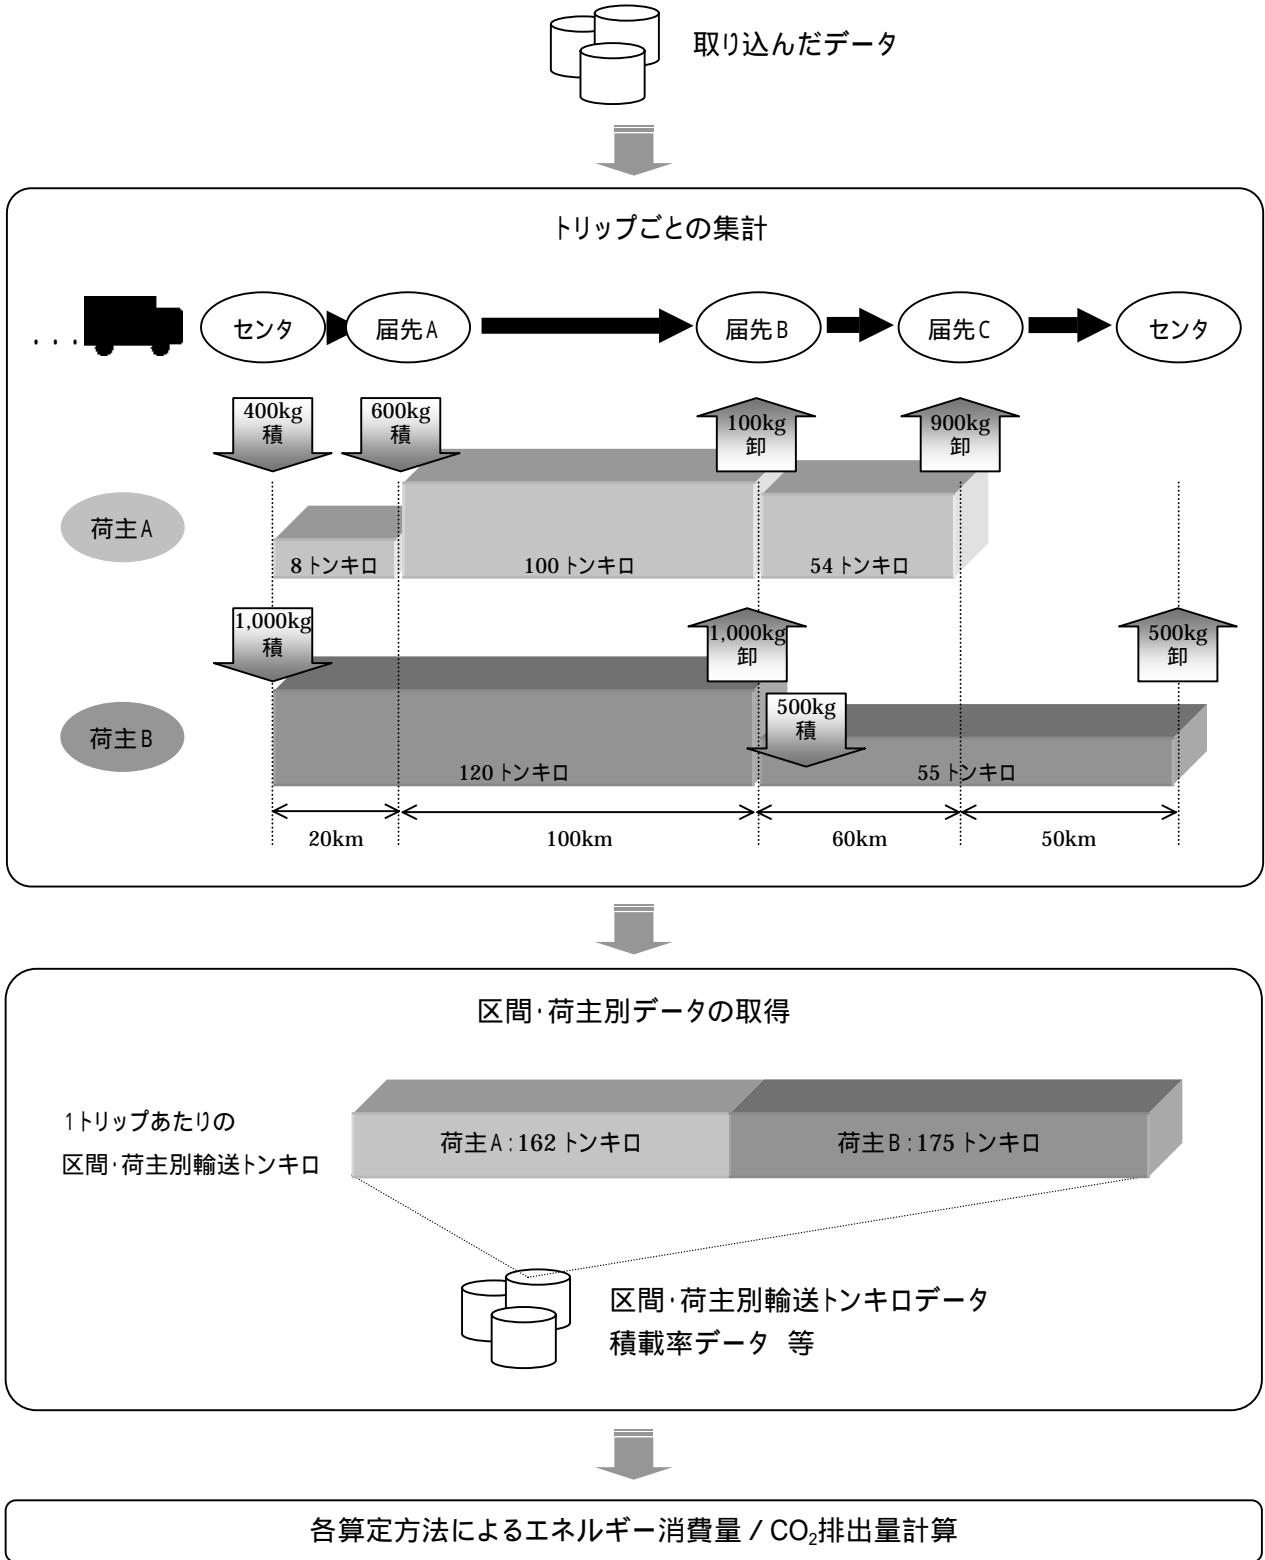 取り込んだデータ
トリップごとの集計
センタ
届先A
届先B
届先C
センタ
400kg
積
600kg
積
100kg
卸
900kg
卸
荷主A
8トンキロ
100トンキロ
54トンキロ
1,000kg
積
1,000kg
卸
500kg
積
500kg
卸
荷主B
120トンキロ
55トンキロ
20km
100km
60km
50km
区間・荷主別データの取得
1トリップあたりの
区間・荷主別輸送トンキロ
荷主A:162トンキロ
荷主B:175トンキロ
区間・荷主別輸送トンキロデータ
積載率データ 等
各算定方法によるエネルギー消費量 / CO₂排出量計算